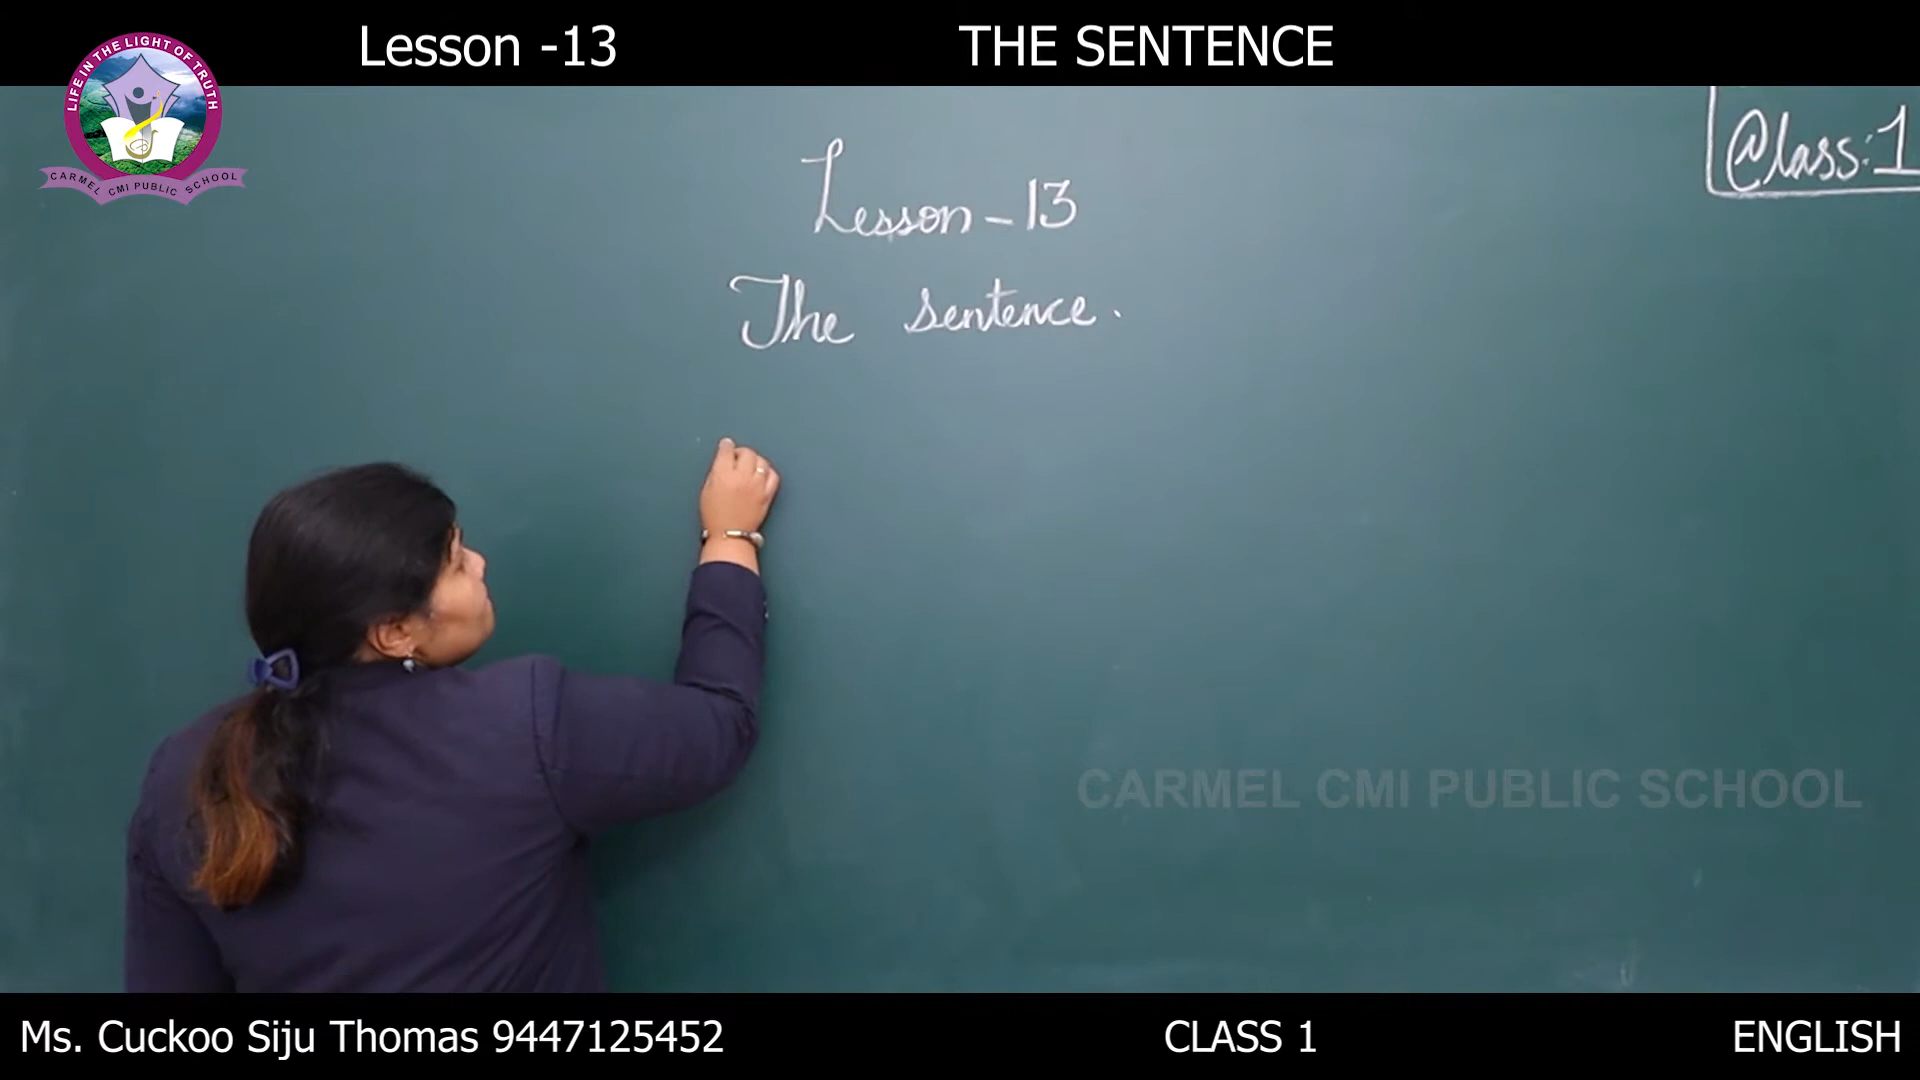 Lesson -13
THE SENTENCE
LIFE IN THE LIGHT OF TRUTH
CARMEL CMI PUBLIC SCHOOL
Class:1
Lesson - 13
The sentence.
CARMEL CMI PUBLIC SCHOOL
Ms. Cuckoo Siju Thomas 9447125452
CLASS 1
ENGLISH